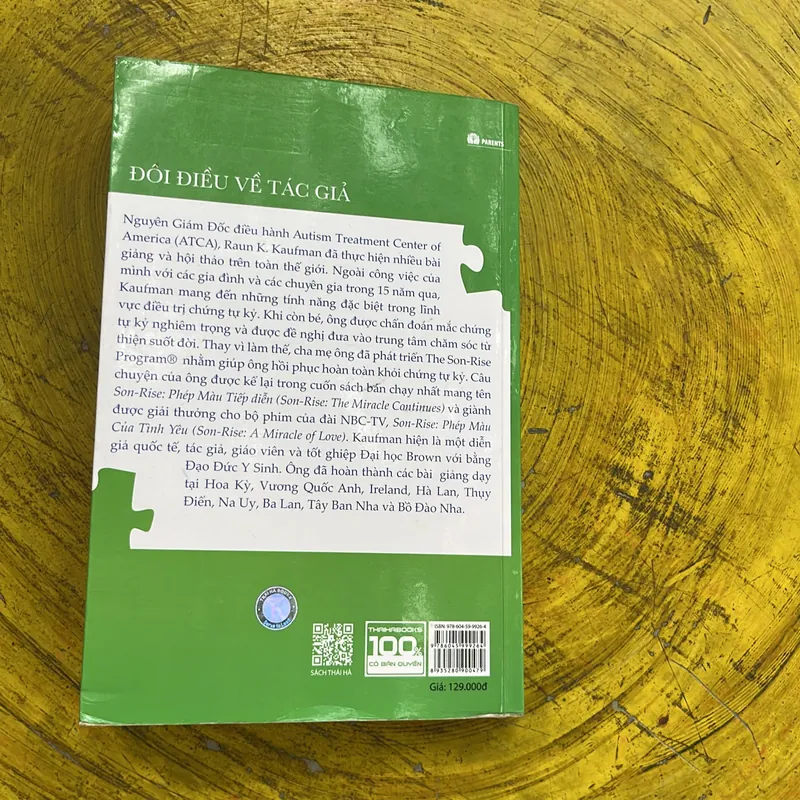 PARENTS
ĐÔI ĐIỀU VỀ TÁC GIẢ
Nguyên Giám Đốc điều hành Autism Treatment Center of
America (ATCA), Raun K. Kaufman đã thực hiện nhiều bài
giảng và hội thảo trên toàn thế giới. Ngoài công việc của
mình với các gia đình và các chuyên gia trong 15 năm qua,
Kaufman mang đến những tính năng đặc biệt trong lĩnh
vực điều trị chứng tự kỷ. Khi còn bé, ông được chẩn đoán mắc chứng
tự kỷ nghiêm trọng và được đề nghị đưa vào trung tâm chăm sóc từ
thiện suốt đời. Thay vì làm thế, cha mẹ ông đã phát triển The Son-Rise
Program® nhằm giúp ông hồi phục hoàn toàn khỏi chứng tự kỷ. Câu
chuyện của ông được kể lại trong cuốn sách bán chạy nhất mang tên
Son-Rise: Phép Màu Tiếp diễn (Son-Rise: The Miracle Continues) và giành
được giải thưởng cho bộ phim của đài NBC-TV, Son-Rise: Phép Màu
Của Tình Yêu (Son-Rise: A Miracle of Love). Kaufman hiện là một diễn
giả quốc tế, tác giả, giáo viên và tốt ghiệp Đại học Brown với bằng
Đạo Đức Y Sinh. Ông đã hoàn thành các bài giảng dạy
tại Hoa Kỳ, Vương Quốc Anh, Ireland, Hà Lan, Thụy
Điển, Na Uy, Ba Lan, Tây Ban Nha và Bồ Đào Nha.
SÁCH THÁI HÀ
THAIHABOOKS
100%
CÓ BẢN QUYỀN
ISBN: 978-604-59-9926-4
9786045999264
8935280900479
Giá: 129.000đ